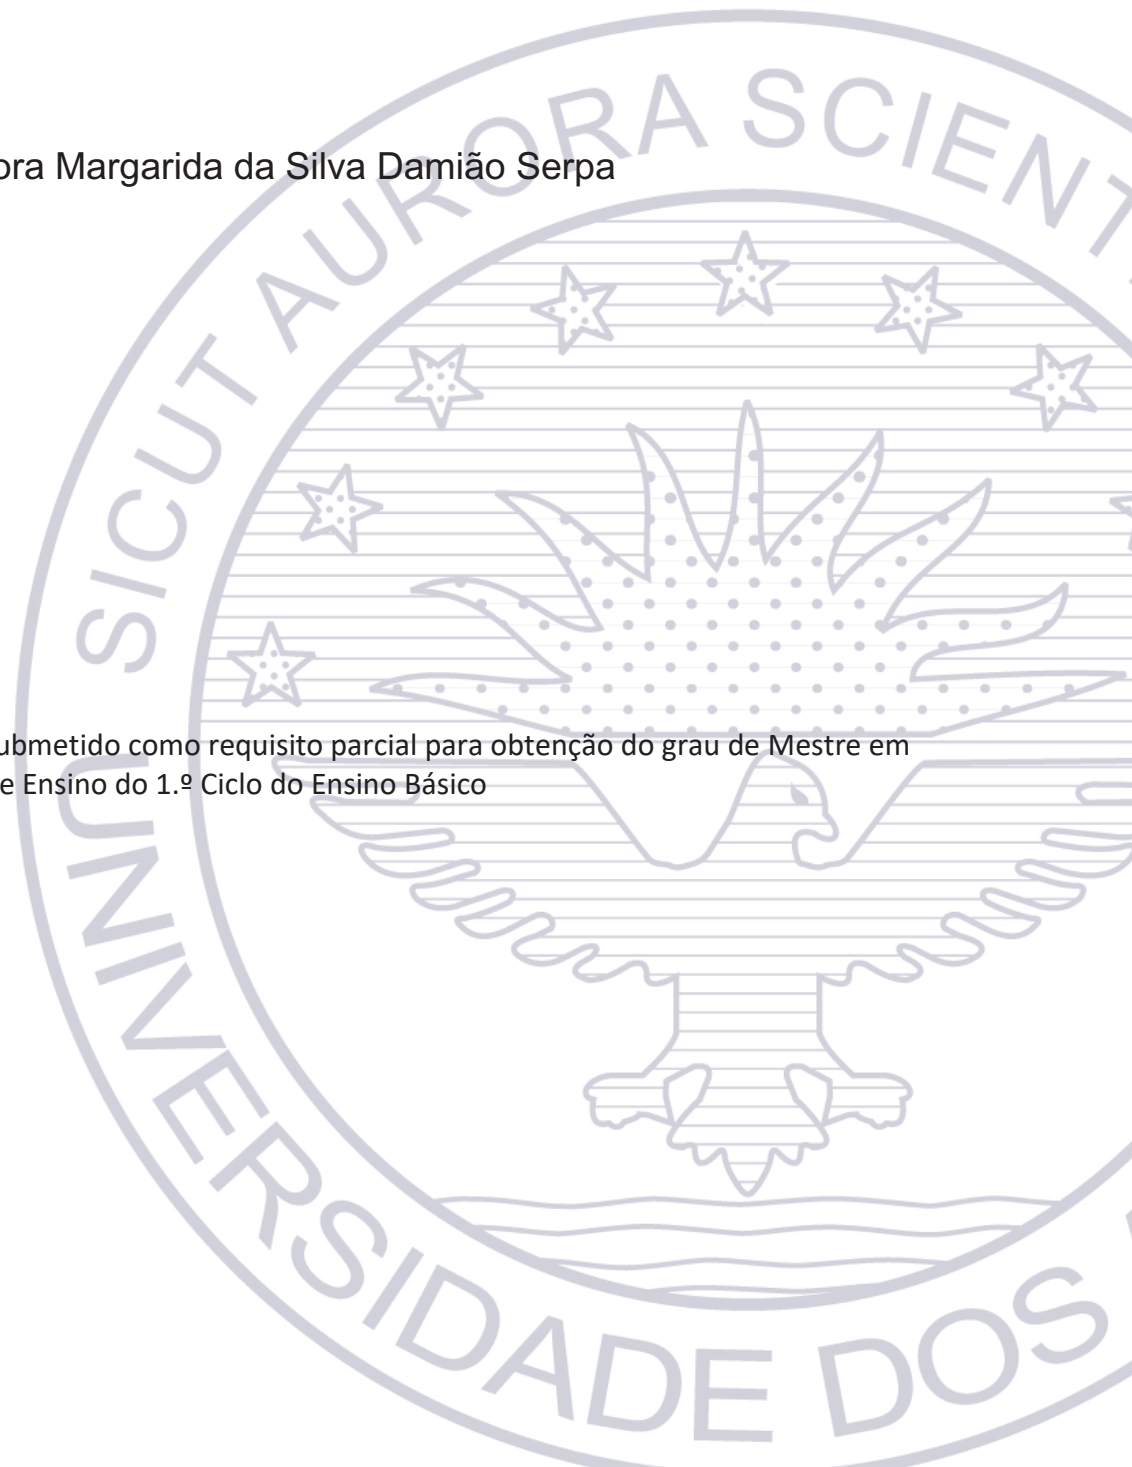 ora Margarida da Silva Damião Serpa
ubmetido como requisito parcial para obtenção do grau de Mestre em
e Ensino do 1.º Ciclo do Ensino Básico
SICUT AURORA SCIENT
UNIVERSIDADE DOS